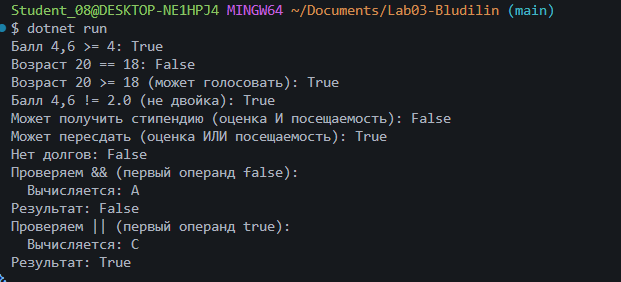 Student_08@DESKTOP-NE1HPJ4 MINGW64 ~/Documents/Lab03-Bludilin (main)
$ dotnet run
Балл 4,6 >= 4: True
Возраст 20 == 18: False
Возраст 20 >= 18 (может голосовать): True
Балл 4,6 != 2.0 (не двойка): True
Может получить стипендию (оценка И посещаемость): False
Может пересдать (оценка ИЛИ посещаемость): True
Нет долгов: False
Проверяем && (первый операнд false):
  Вычисляется: A
Результат: False
Проверяем || (первый операнд true):
  Вычисляется: C
Результат: True